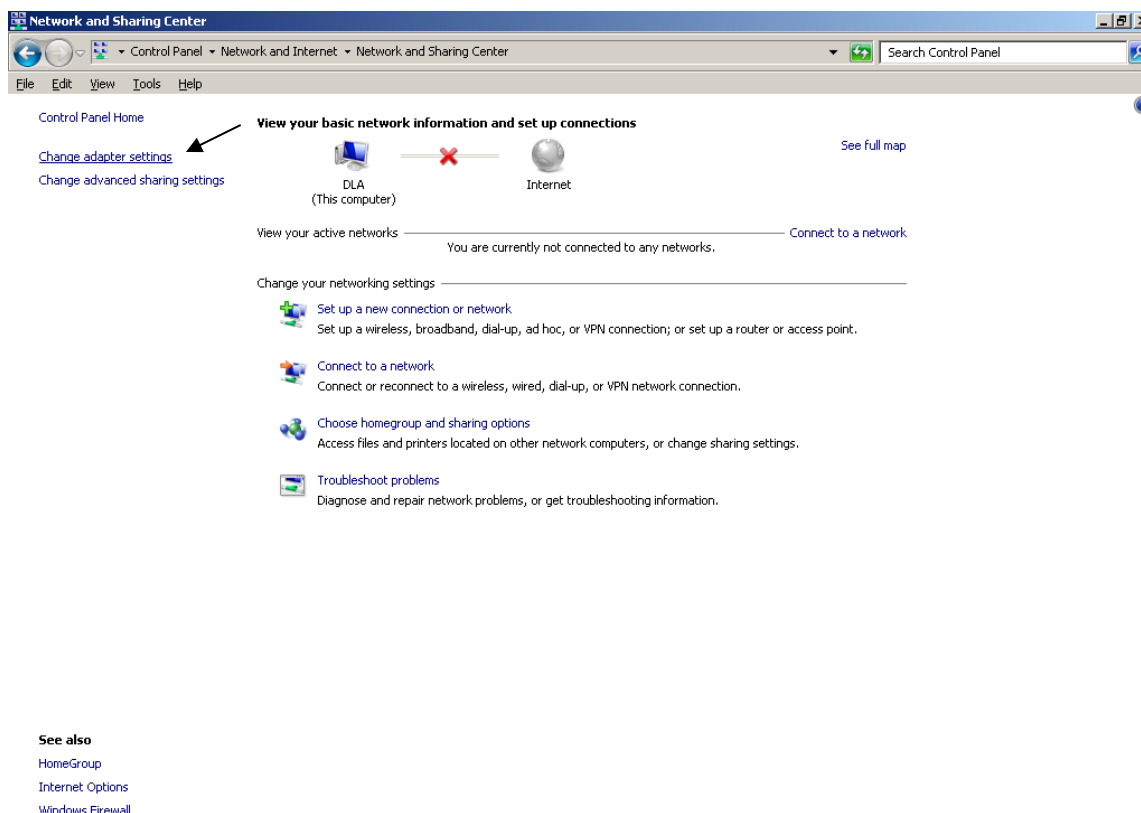 Network and Sharing Center
Control Panel Network and Internet Network and Sharing Center
Search Control Panel
File Edit View Tools Help
Control Panel Home
Change adapter settings
Change advanced sharing settings
View your basic network information and set up connections
See full map
DLA
(This computer)
Internet
View your active networks
Connect to a network
You are currently not connected to any networks.
Change your networking settings
Set up a new connection or network
Set up a wireless, broadband, dial-up, ad hoc, or VPN connection; or set up a router or access point.
Connect to a network
Connect or reconnect to a wireless, wired, dial-up, or VPN network connection.
Choose homegroup and sharing options
Access files and printers located on other network computers, or change sharing settings.
Troubleshoot problems
Diagnose and repair network problems, or get troubleshooting information.
See also
HomeGroup
Internet Options
Windows Firewall